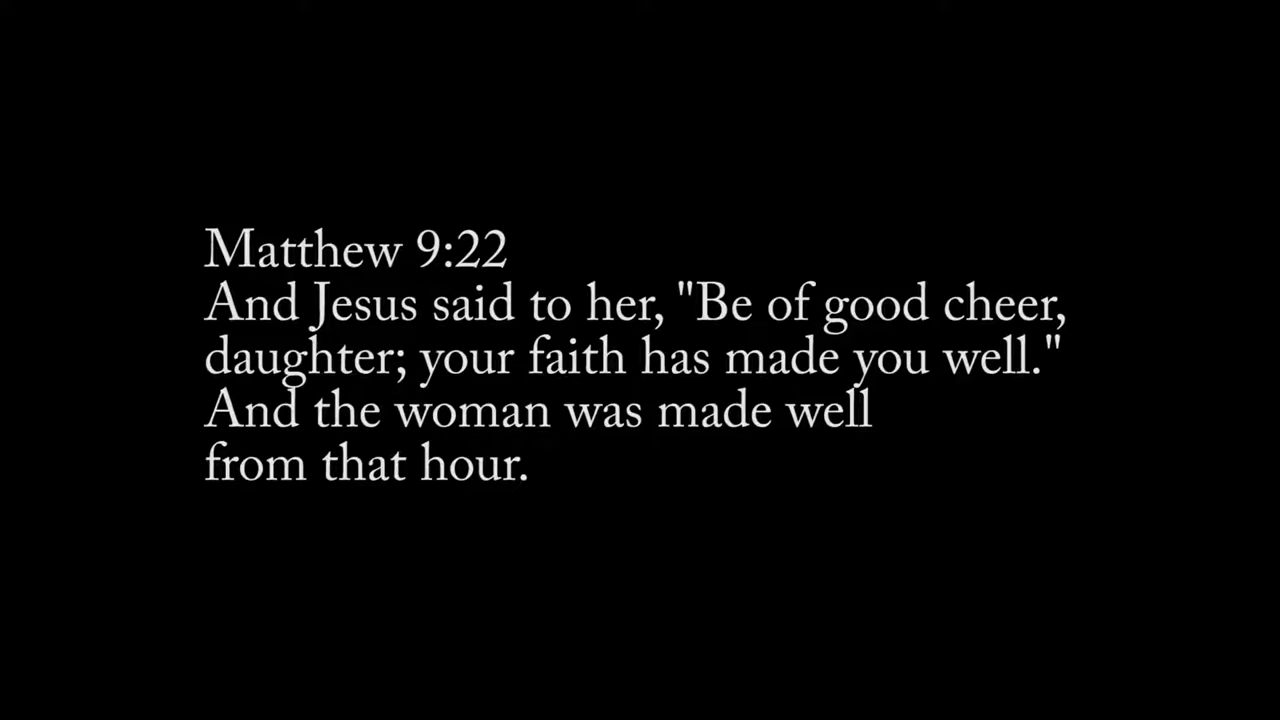 Matthew 9:22
And Jesus said to her, "Be of good cheer,
daughter; your faith has made you well."
And the woman was made well
from that hour.